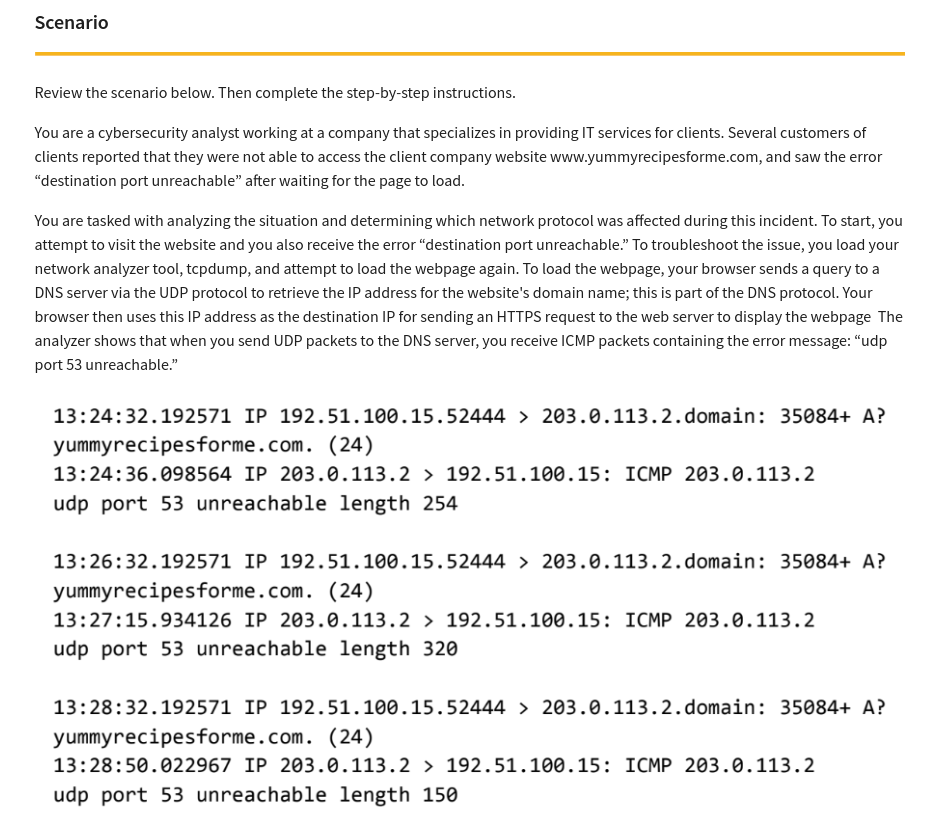 Scenario
Review the scenario below. Then complete the step-by-step instructions.
You are a cybersecurity analyst working at a company that specializes in providing IT services for clients. Several customers of
clients reported that they were not able to access the client company website www.yummyrecipesforme.com, and saw the error
“destination port unreachable” after waiting for the page to load.
You are tasked with analyzing the situation and determining which network protocol was affected during this incident. To start, you
attempt to visit the website and you also receive the error “destination port unreachable.” To troubleshoot the issue, you load your
network analyzer tool, tcpdump, and attempt to load the webpage again. To load the webpage, your browser sends a query to a
DNS server via the UDP protocol to retrieve the IP address for the website's domain name; this is part of the DNS protocol. Your
browser then uses this IP address as the destination IP for sending an HTTPS request to the web server to display the webpage  The
analyzer shows that when you send UDP packets to the DNS server, you receive ICMP packets containing the error message: “udp
port 53 unreachable.”
13:24:32.192571 IP 192.51.100.15.52444 > 203.0.113.2.domain: 35084+ A?
yummyrecipesforme.com. (24)
13:24:36.098564 IP 203.0.113.2 > 192.51.100.15: ICMP 203.0.113.2
udp port 53 unreachable length 254
13:26:32.192571 IP 192.51.100.15.52444 > 203.0.113.2.domain: 35084+ A?
yummyrecipesforme.com. (24)
13:27:15.934126 IP 203.0.113.2 > 192.51.100.15: ICMP 203.0.113.2
udp port 53 unreachable length 320
13:28:32.192571 IP 192.51.100.15.52444 > 203.0.113.2.domain: 35084+ A?
yummyrecipesforme.com. (24)
13:28:50.022967 IP 203.0.113.2 > 192.51.100.15: ICMP 203.0.113.2
udp port 53 unreachable length 150